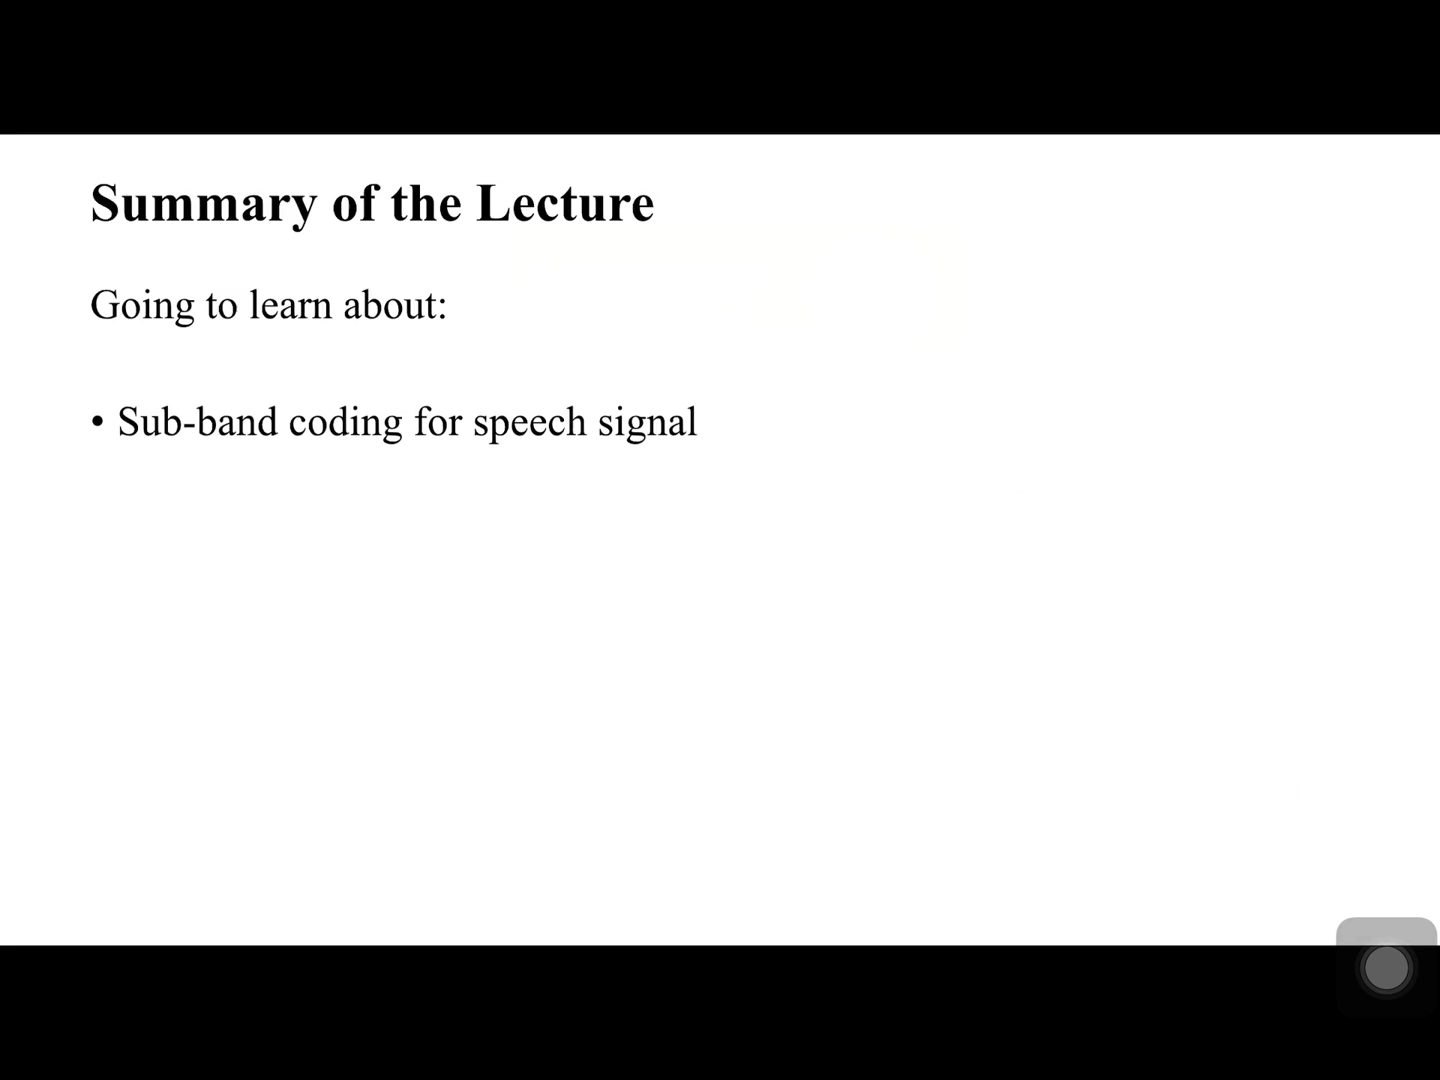 Summary of the Lecture
Going to learn about:
• Sub-band coding for speech signal